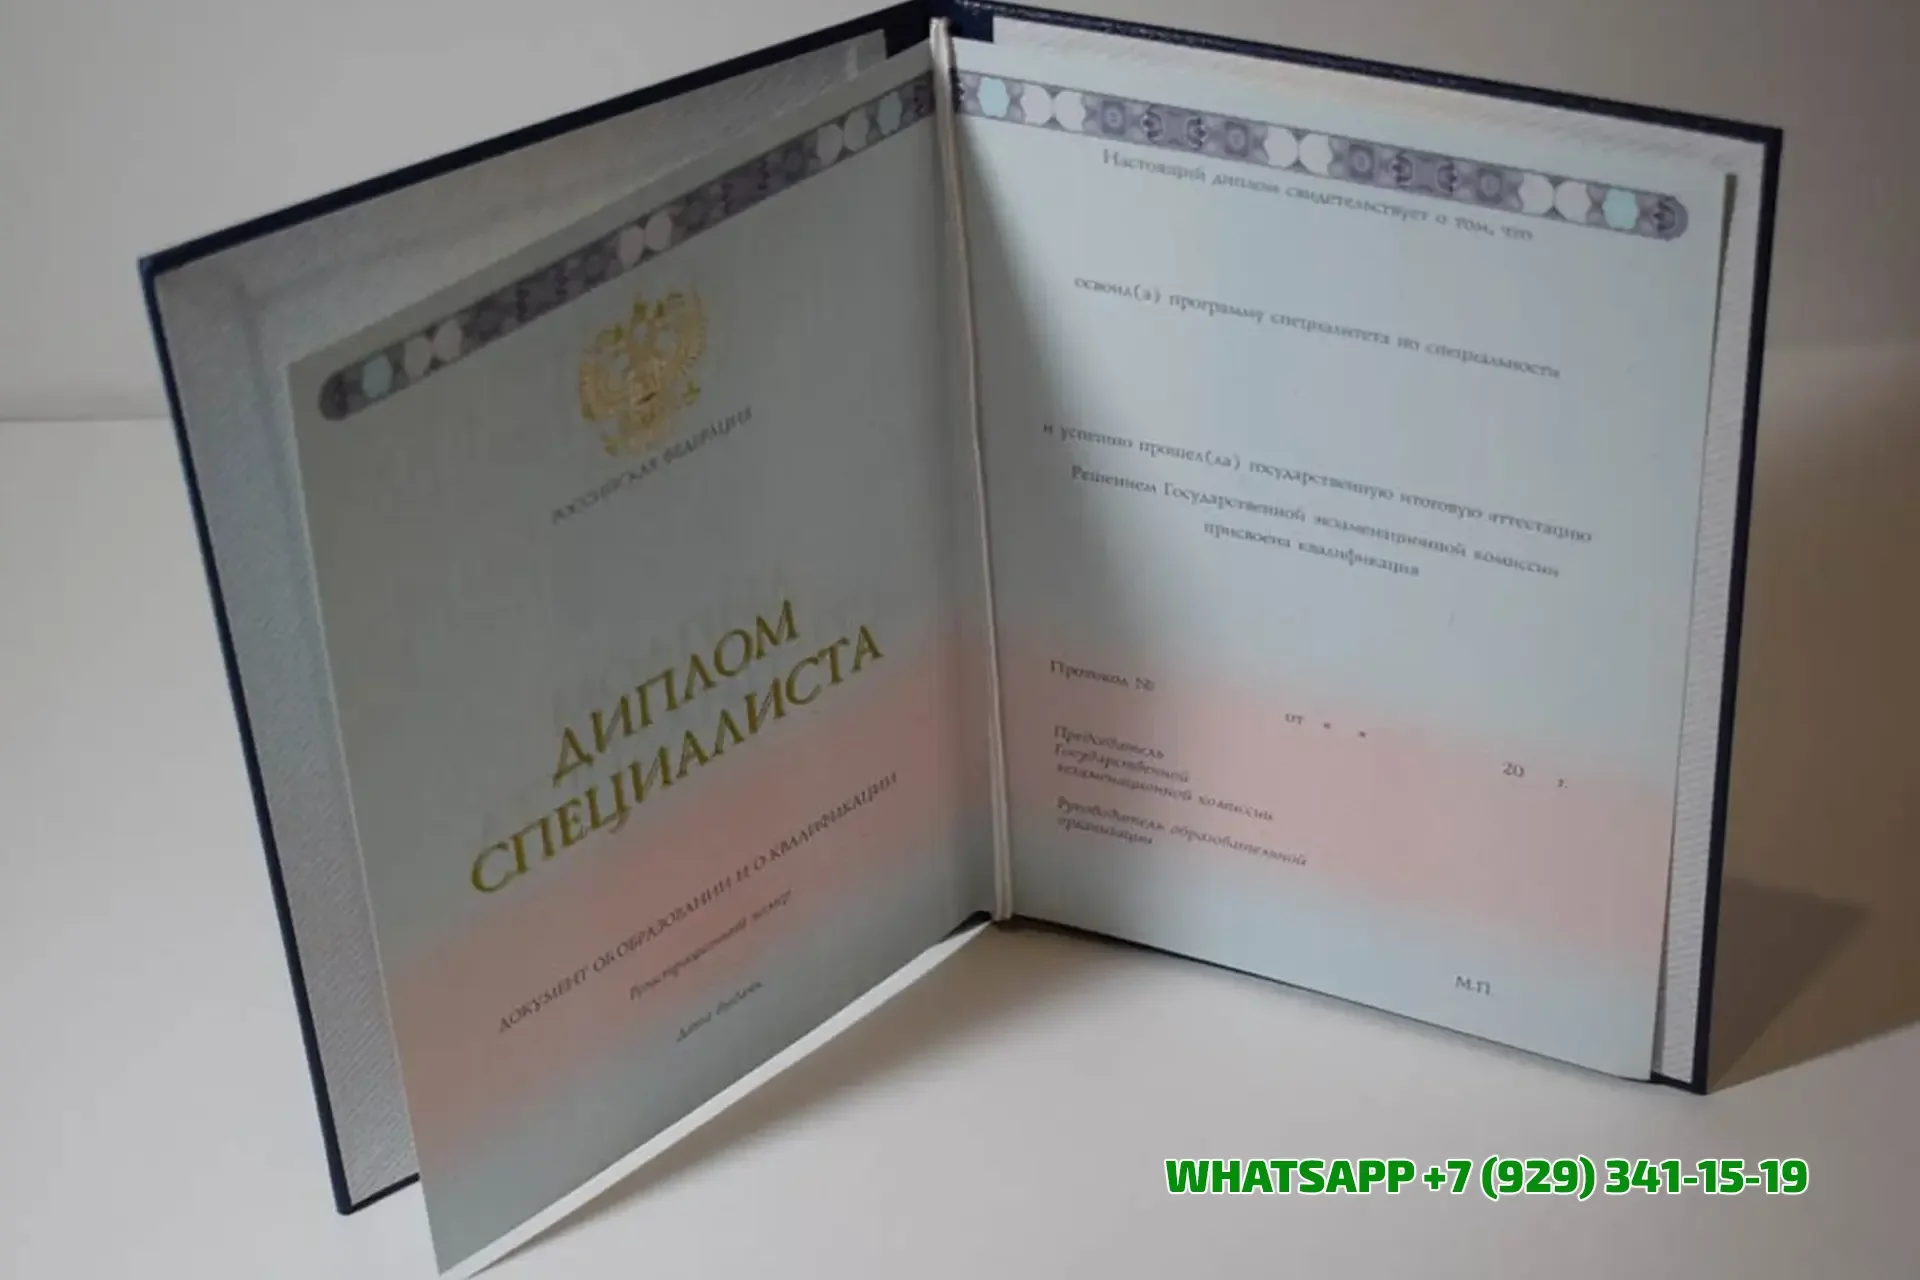 РОССИЙСКАЯ ФЕДЕРАЦИЯ
ДИПЛОМ
СПЕЦИАЛИСТА
ДОКУМЕНТ ОБ ОБРАЗОВАНИИ И О КВАЛИФИКАЦИИ
Регистрационный номер
Дата выдачи
Настоящий диплом свидетельствует о том, что
освоил(а) программу специалитета по специальности
и успешно прошел(ла) государственную итоговую аттестацию
Решением Государственной экзаменационной комиссии
присвоена квалификация
Протокол №
от « »
20 г.
Председатель
Государственной
экзаменационной комиссии
Руководитель образовательной
организации
М.П.
WHATSAPP +7 (929) 341-15-19